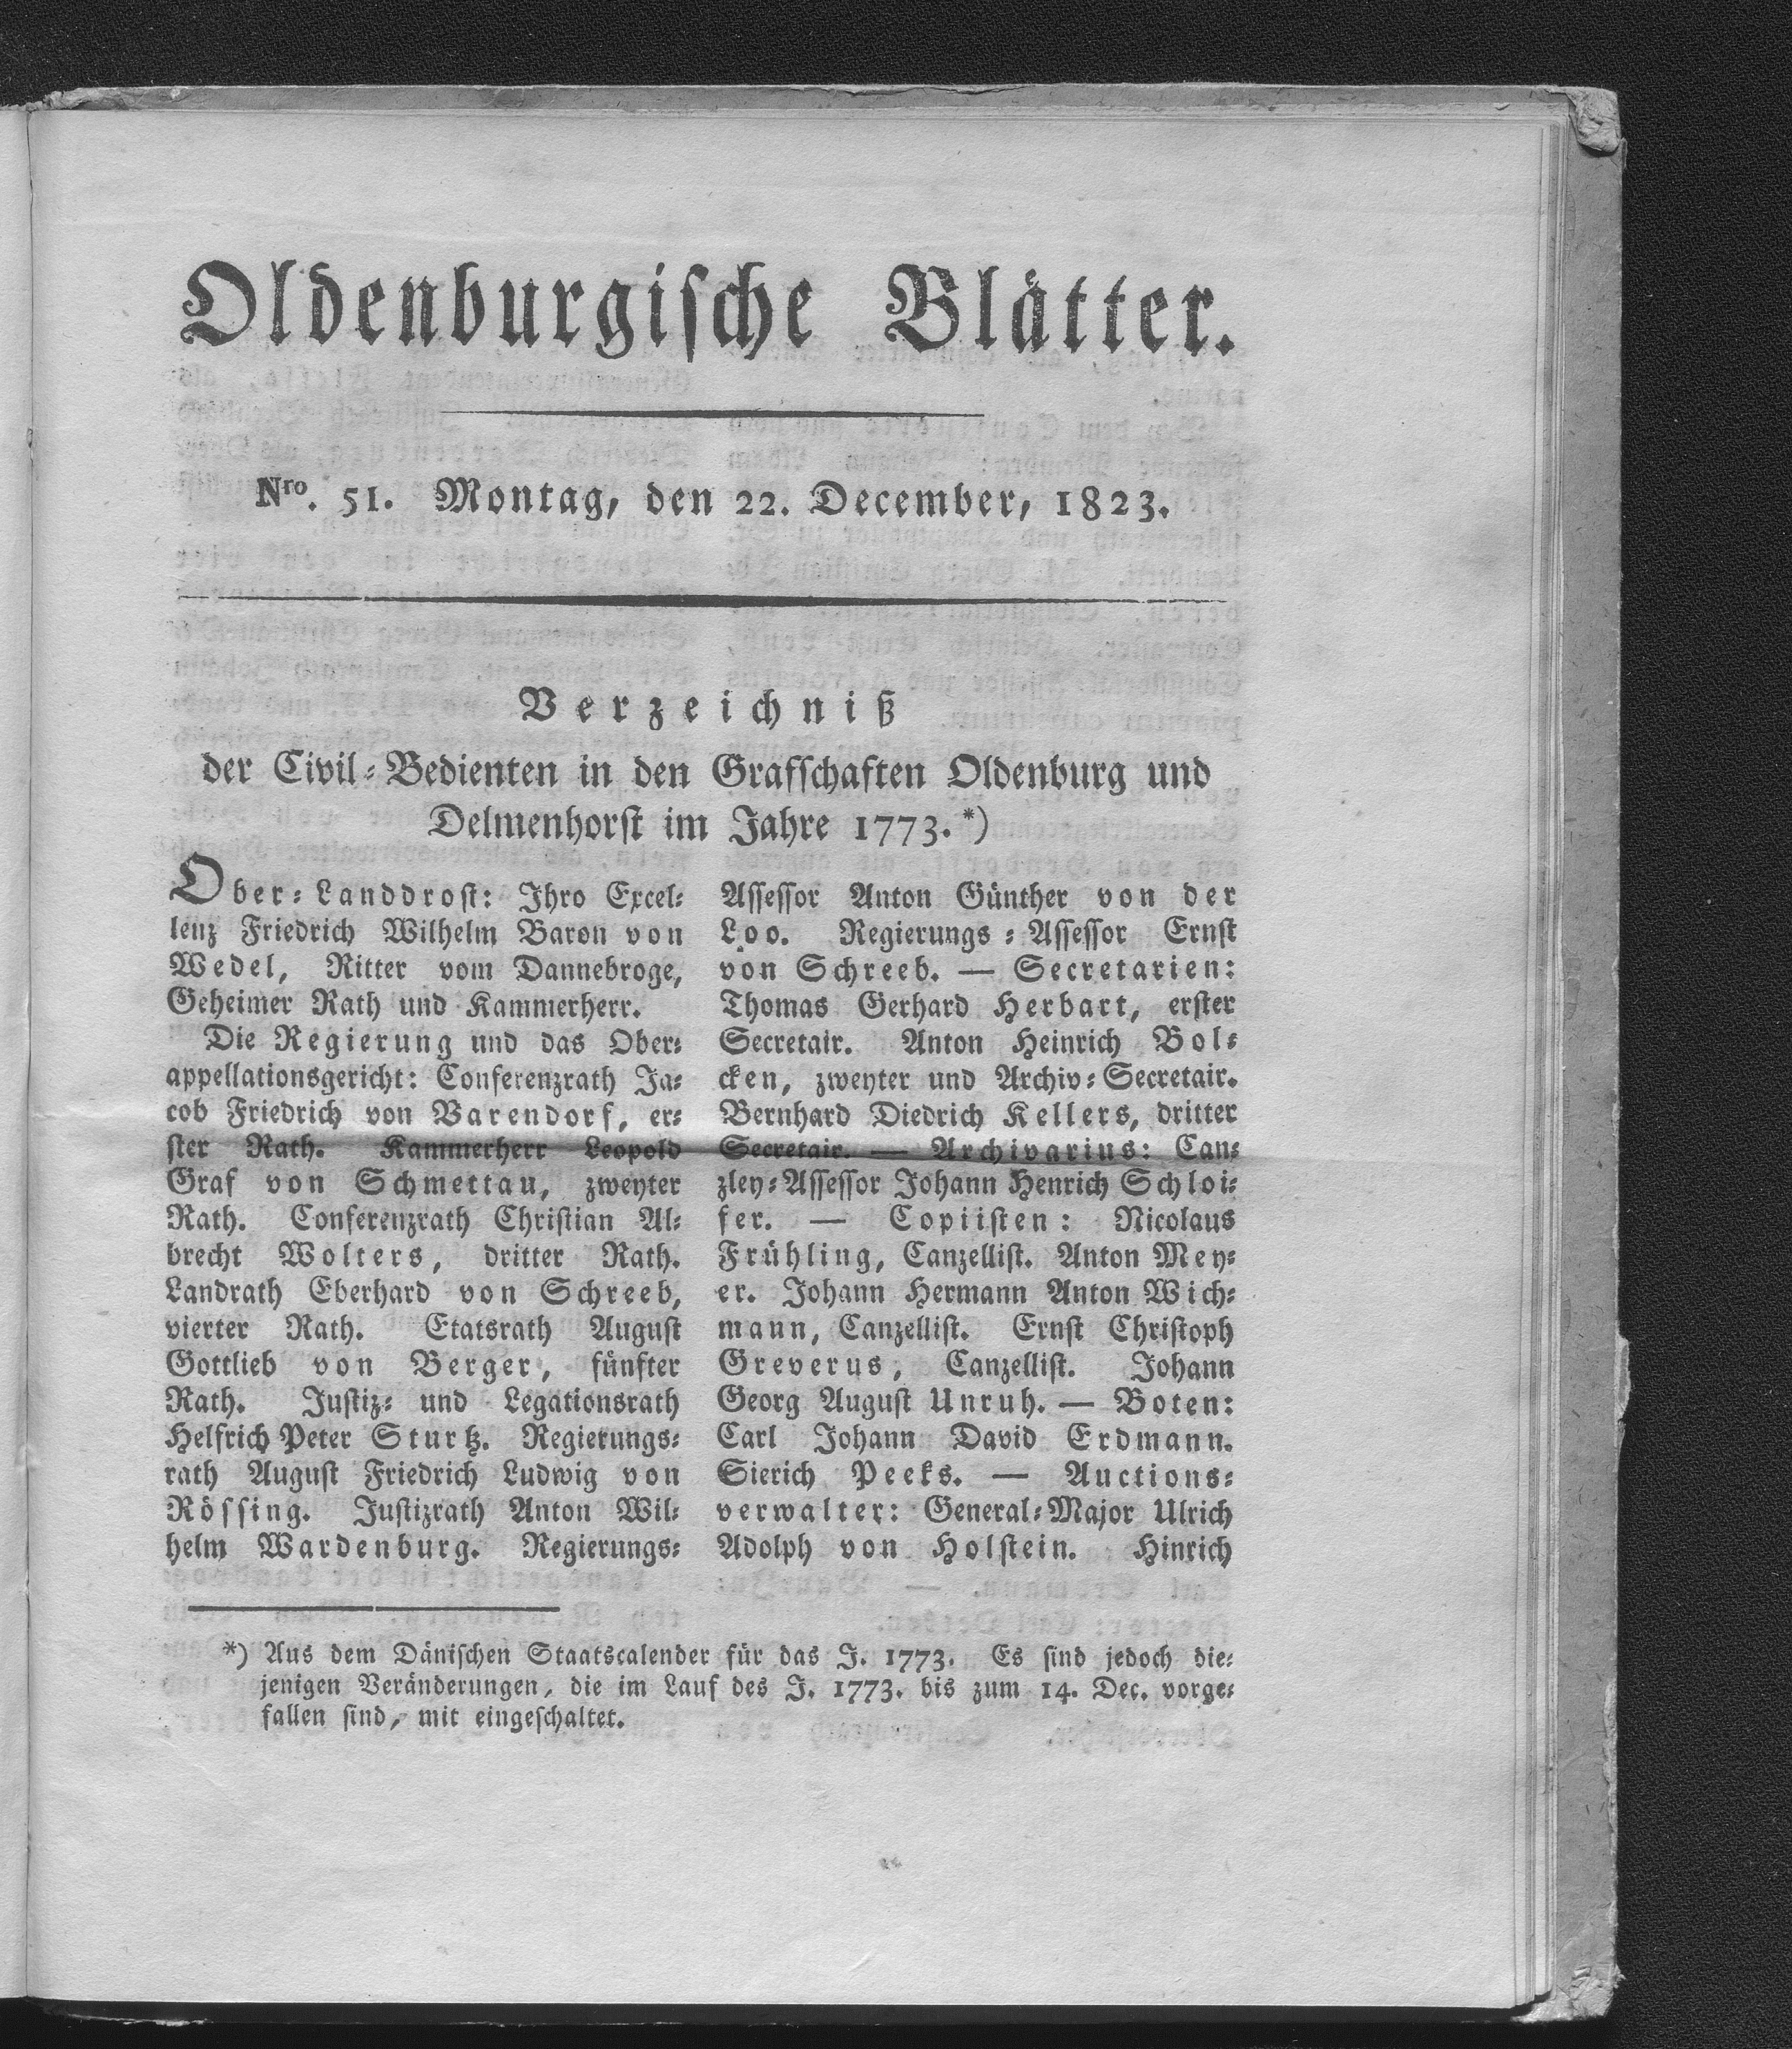 Oldenburgische Blätter.
Nro. 51. Montag, den 22. December, 1823.
Verzeichniß
der Civil-Bedienten in den Grafschaften Oldenburg und
Delmenhorst im Jahre 1773.*)
Ober-Landdrost: Ihro Excel-
lenz Friedrich Wilhelm Baron von
Wedel, Ritter vom Dannebroge,
Geheimer Rath und Kammerherr.
Die Regierung und das Ober-
appellationsgericht: Conferenzrath Ja-
cob Friedrich von Varendorf, er-
ster Rath. Kammerherr Leopold
Graf von Schmettau, zweyter
Rath. Conferenzrath Christian Al-
brecht Wolters, dritter Rath.
Landrath Eberhard von Schreeb,
vierter Rath. Etatsrath August
Gottlieb von Berger, fünfter
Rath. Justiz- und Legationsrath
Helfrich Peter Sturtz. Regierungs-
rath August Friedrich Ludwig von
Rössing. Justizrath Anton Wil-
helm Wardenburg. Regierungs-
Assessor Anton Günther von der
Loo. Regierungs-Assessor Ernst
von Schreeb. — Secretarien:
Thomas Gerhard Herbart, erster
Secretair. Anton Heinrich Bol-
cken, zweyter und Archiv-Secretair.
Bernhard Diedrich Kellers, dritter
Secretair. — Archivarius: Can-
zley-Assessor Johann Henrich Schloi-
fer. — Copiisten: Nicolaus
Frühling, Canzellist. Anton Mey-
er. Johann Hermann Anton Wich-
mann, Canzellist. Ernst Christoph
Greverus, Canzellist. Johann
Georg August Unruh. — Boten:
Carl Johann David Erdmann.
Sierich Peeks. — Auctions-
verwalter: General-Major Ulrich
Adolph von Holstein. Hinrich
*) Aus dem Dänischen Staatscalender für das J. 1773. Es sind jedoch die-
jenigen Veränderungen, die im Lauf des J. 1773. bis zum 14. Dec. vorge-
fallen sind, mit eingeschaltet.